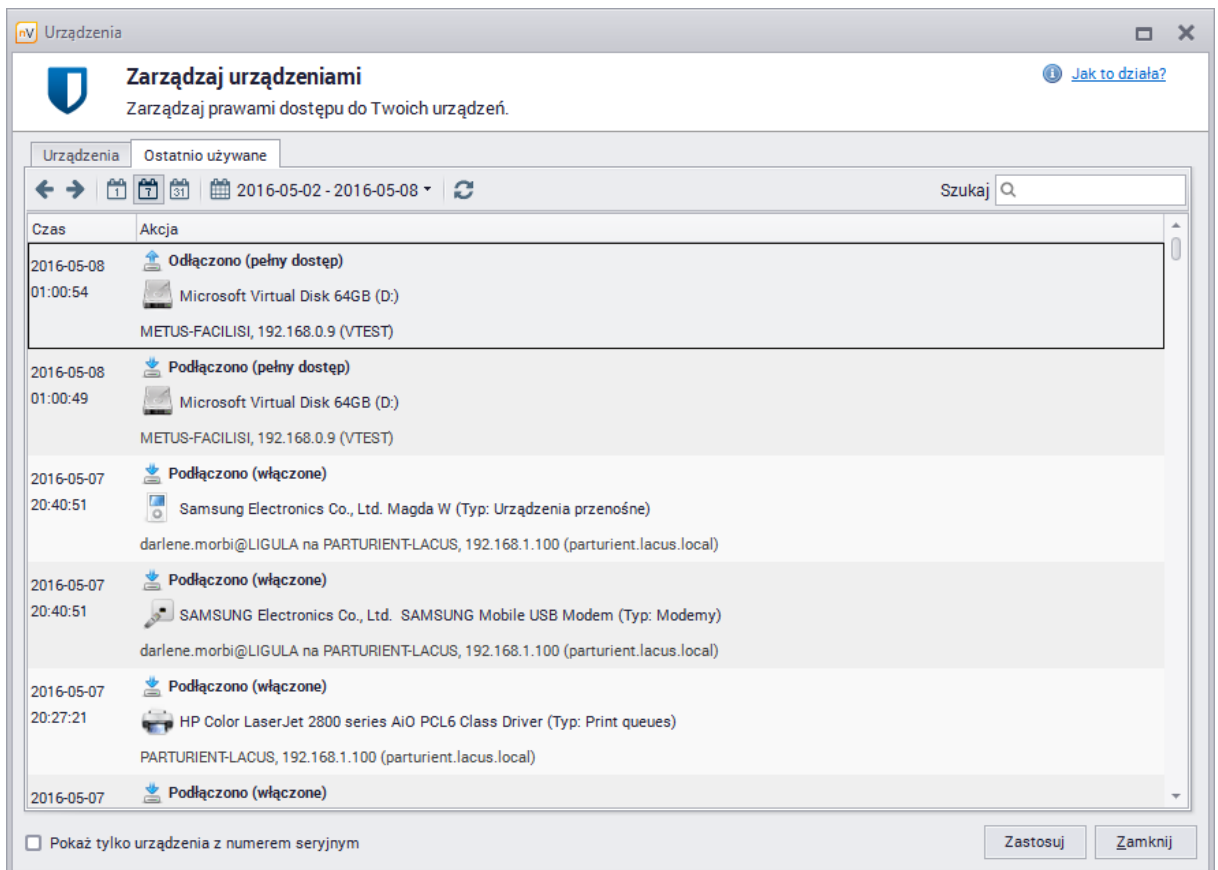 nV Urządzenia
Zarządzaj urządzeniami
Jak to działa?
Zarządzaj prawami dostępu do Twoich urządzeń.
Urządzenia Ostatnio używane
1 7 31 2016-05-02 - 2016-05-08 Szukaj
Czas Akcja
2016-05-08 01:00:54
Odłączono (pełny dostęp)
Microsoft Virtual Disk 64GB (D:)
METUS-FACILISI, 192.168.0.9 (VTEST)
2016-05-08 01:00:49
Podłączono (pełny dostęp)
Microsoft Virtual Disk 64GB (D:)
METUS-FACILISI, 192.168.0.9 (VTEST)
2016-05-07 20:40:51
Podłączono (włączone)
Samsung Electronics Co., Ltd. Magda W (Typ: Urządzenia przenośne)
darlene.morbi@LIGULA na PARTURIENT-LACUS, 192.168.1.100 (parturient.lacus.local)
2016-05-07 20:40:51
Podłączono (włączone)
SAMSUNG Electronics Co., Ltd.  SAMSUNG Mobile USB Modem (Typ: Modemy)
darlene.morbi@LIGULA na PARTURIENT-LACUS, 192.168.1.100 (parturient.lacus.local)
2016-05-07 20:27:21
Podłączono (włączone)
HP Color LaserJet 2800 series AiO PCL6 Class Driver (Typ: Print queues)
PARTURIENT-LACUS, 192.168.1.100 (parturient.lacus.local)
2016-05-07
Podłączono (włączone)
Pokaż tylko urządzenia z numerem seryjnym
Zastosuj Zamknij